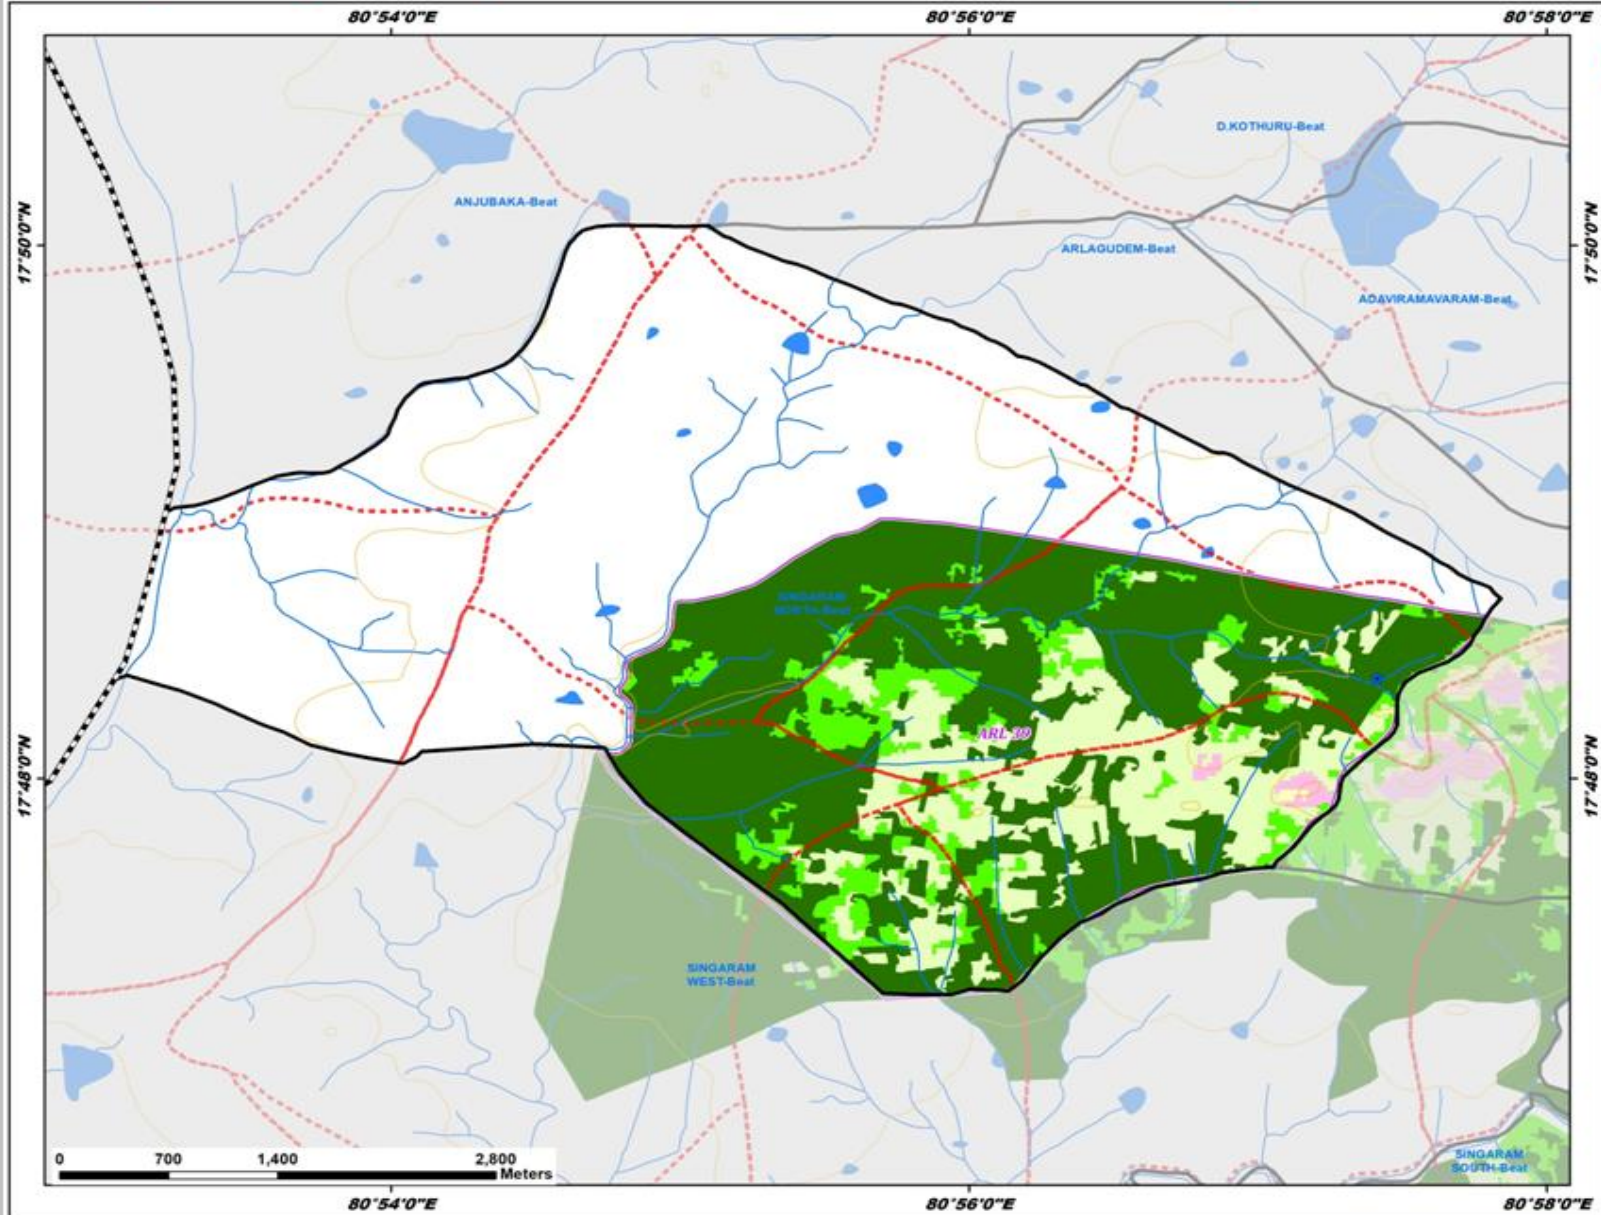 80°54'0"E 80°56'0"E 80°58'0"E
D.KOTHURU-Beat
ANJUBAKA-Beat
17°50'0"N 17°50'0"N
ARLAGUDEM-Beat
ADAVIRAMAVARAM-Beat
SINGARAM
NORTH-Beat
ARL 39
17°48'0"N 17°48'0"N
SINGARAM
WEST-Beat
SINGARAM
SOUTH-Beat
0 700 1,400 2,800
Meters
80°54'0"E 80°56'0"E 80°58'0"E